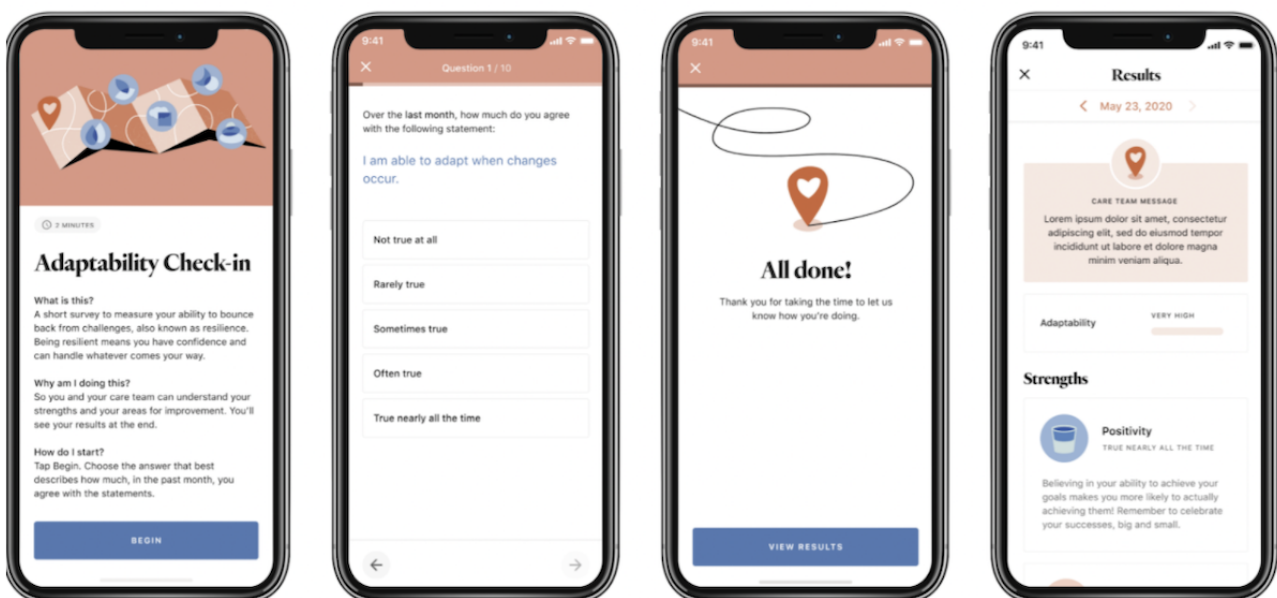 2 MINUTES
Adaptability Check-in
What is this?
A short survey to measure your ability to bounce
back from challenges, also known as resilience.
Being resilient means you have confidence and
can handle whatever comes your way.
Why am I doing this?
So you and your care team can understand your
strengths and your areas for improvement. You'll
see your results at the end.
How do I start?
Tap Begin. Choose the answer that best
describes how much, in the past month, you
agree with the statements.
BEGIN
9:41
Question 1 / 10
Over the last month, how much do you agree
with the following statement:
I am able to adapt when changes
occur.
Not true at all
Rarely true
Sometimes true
Often true
True nearly all the time
9:41
All done!
Thank you for taking the time to let us
know how you're doing.
VIEW RESULTS
9:41
Results
May 23, 2020
CARE TEAM MESSAGE
Lorem ipsum dolor sit amet, consectetur
adipiscing elit, sed do eiusmod tempor
incididunt ut labore et dolore magna
minim veniam aliqua.
Adaptability
VERY HIGH
Strengths
Positivity
TRUE NEARLY ALL THE TIME
Believing in your ability to achieve your
goals makes you more likely to actually
achieving them! Remember to celebrate
your successes, big and small.